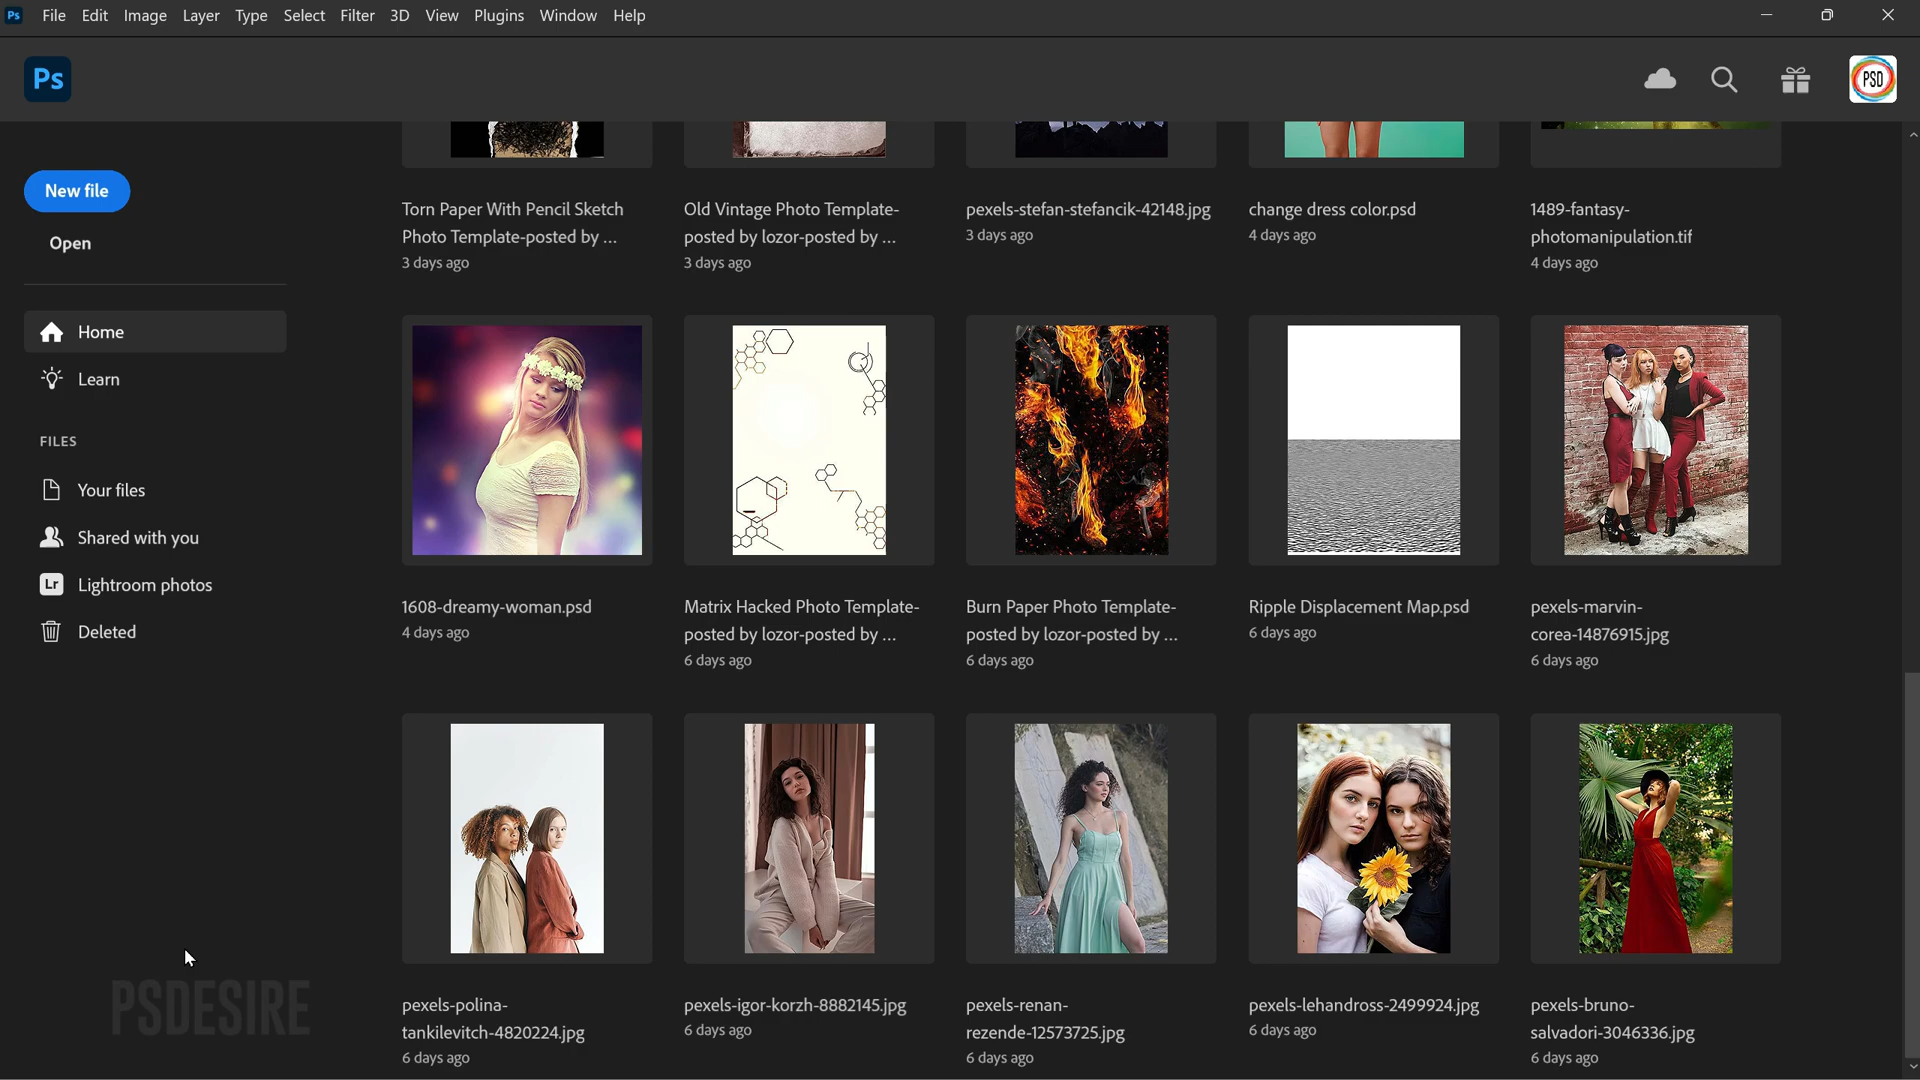 Ps File Edit Image Layer Type Select Filter 3D View Plugins Window Help
Ps
PSD
New file
Open
Home
Learn
FILES
Your files
Shared with you
Lr Lightroom photos
Deleted
Torn Paper With Pencil Sketch
Photo Template-posted by ...
3 days ago
Old Vintage Photo Template-
posted by lozor-posted by ...
3 days ago
pexels-stefan-stefancik-42148.jpg
3 days ago
change dress color.psd
4 days ago
1489-fantasy-
photomanipulation.tif
4 days ago
1608-dreamy-woman.psd
4 days ago
Matrix Hacked Photo Template-
posted by lozor-posted by ...
6 days ago
Burn Paper Photo Template-
posted by lozor-posted by ...
6 days ago
Ripple Displacement Map.psd
6 days ago
pexels-marvin-
corea-14876915.jpg
6 days ago
pexels-polina-
tankilevitch-4820224.jpg
6 days ago
pexels-igor-korzh-8882145.jpg
6 days ago
pexels-renan-
rezende-12573725.jpg
6 days ago
pexels-lehandross-2499924.jpg
6 days ago
pexels-bruno-
salvadori-3046336.jpg
6 days ago
PSDESIRE